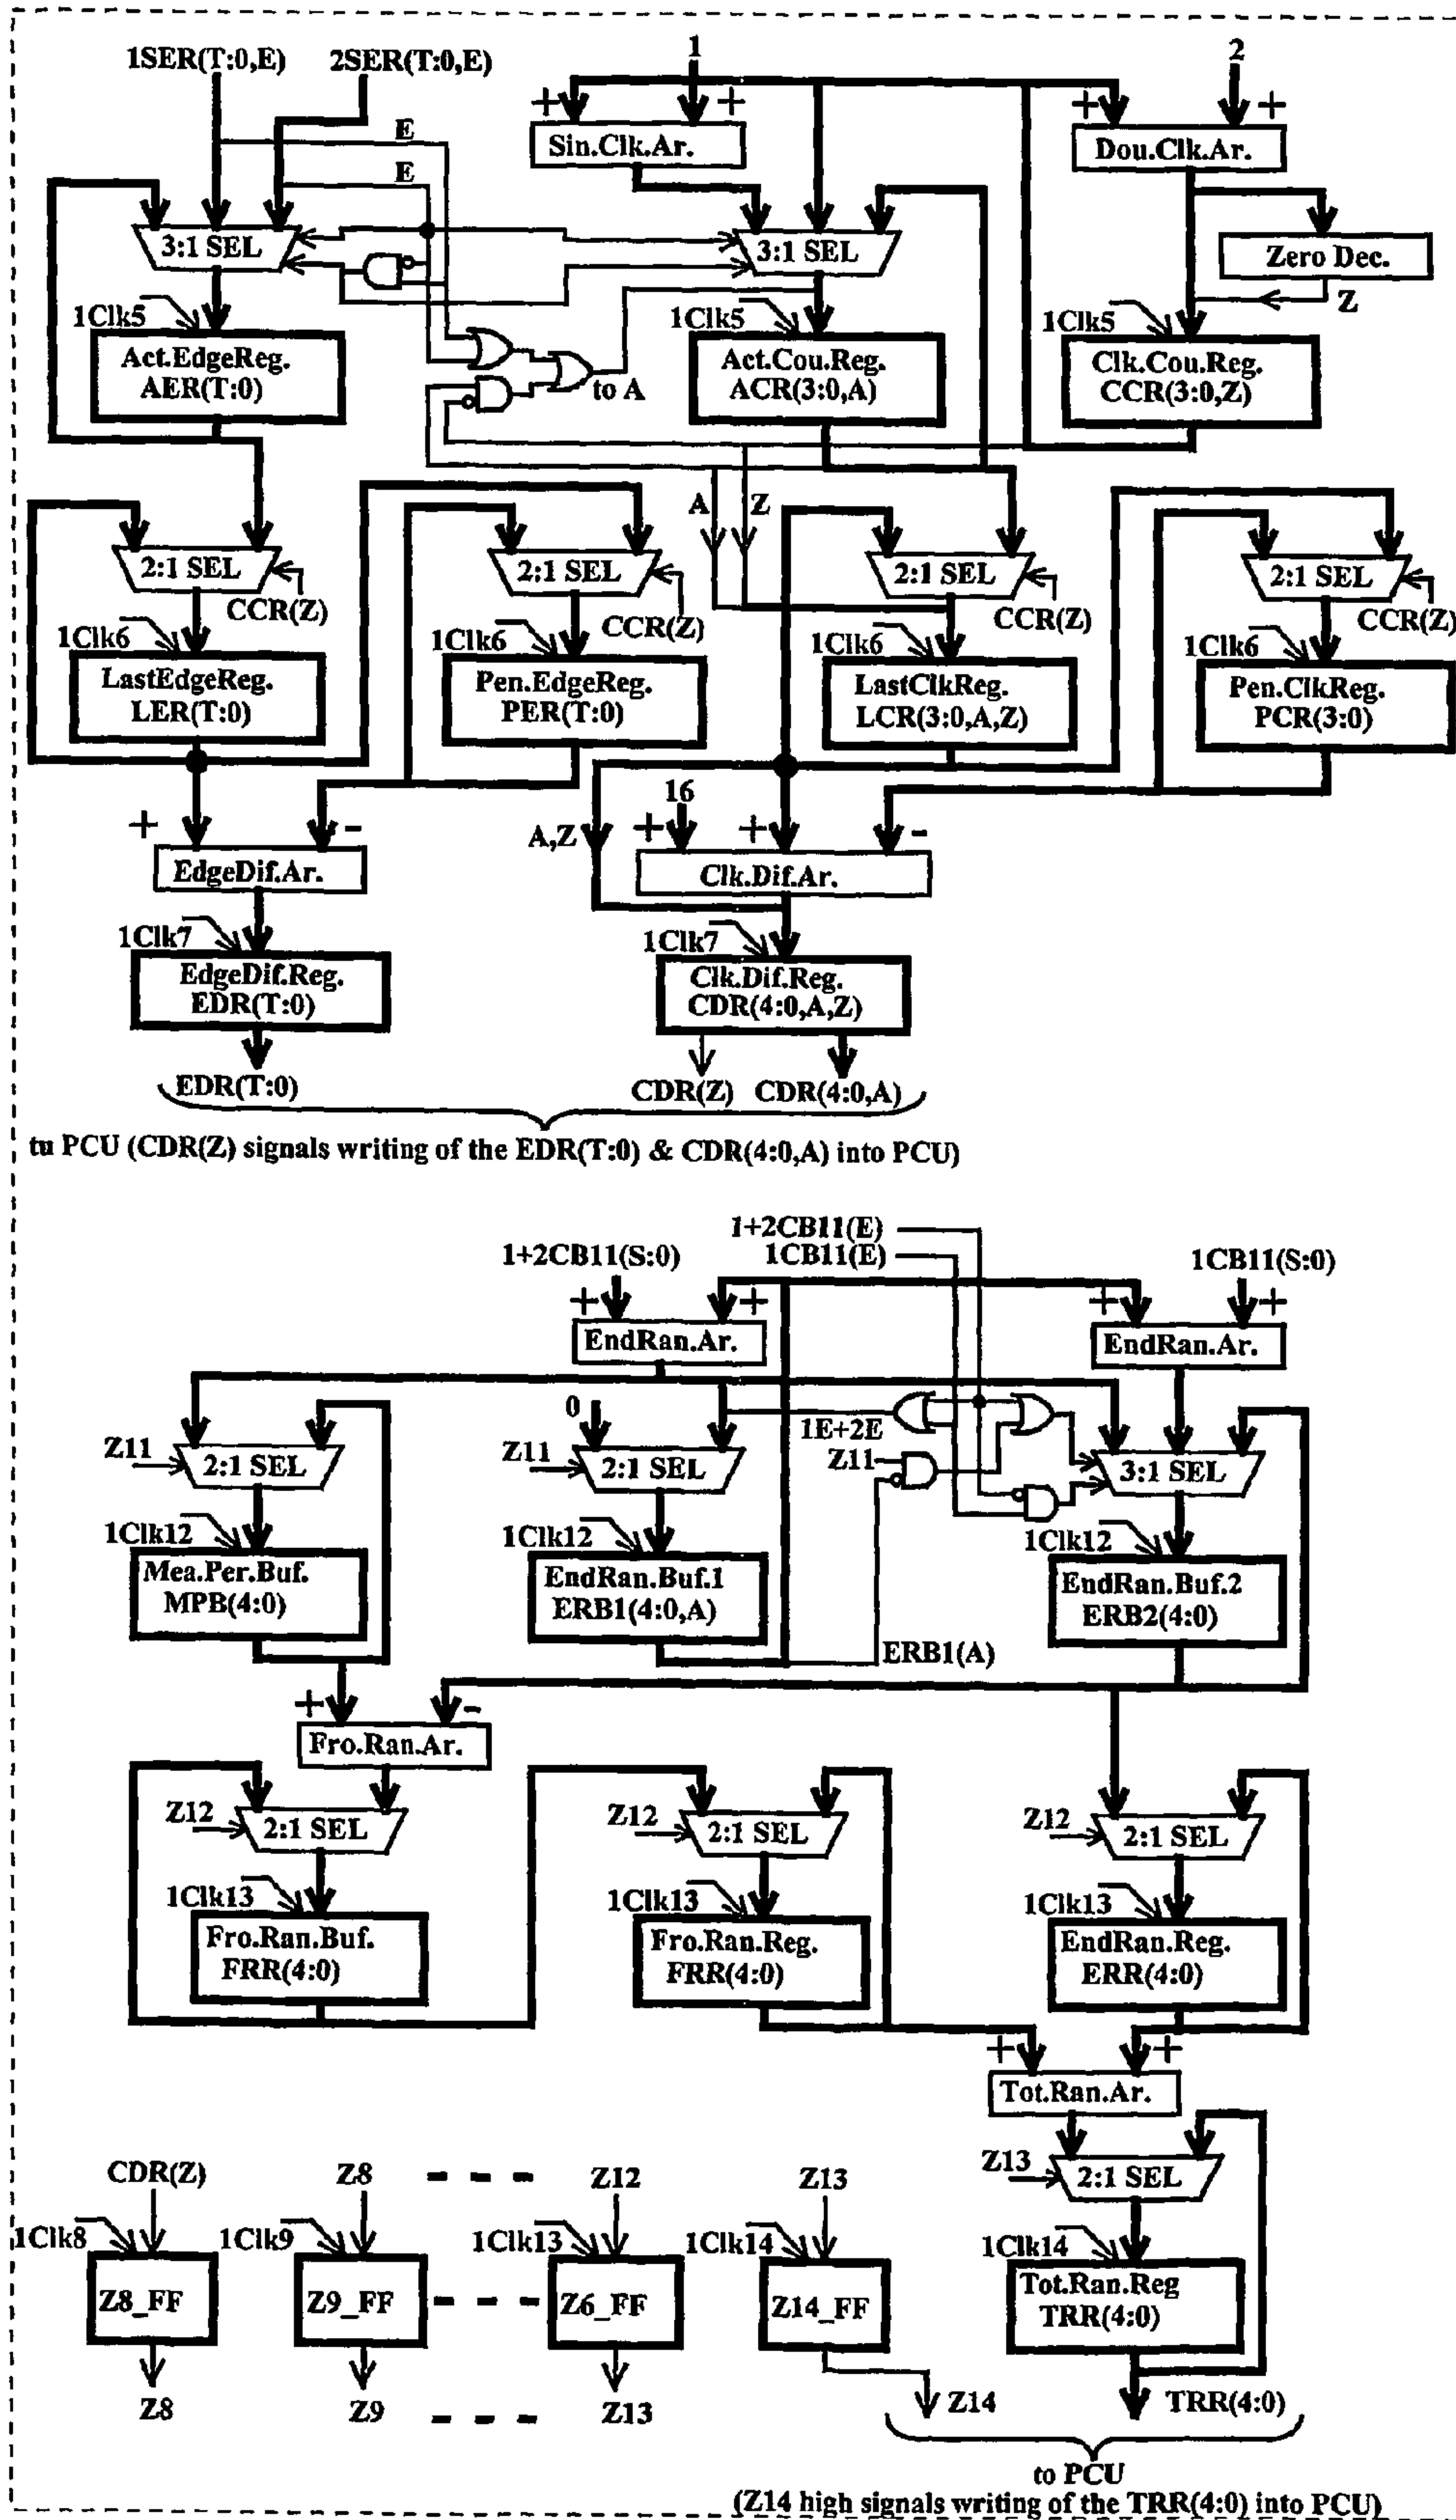 1SER(T:0,E) 2SER(T:0,E) 1 2
+ + + +
E Sin.Clk.Ar. Dou.Clk.Ar.
E
3:1 SEL 3:1 SEL Zero Dec.
Z
1Clk5 1Clk5 1Clk5
Act.EdgeReg. Act.Cou.Reg. Clk.Cou.Reg.
AER(T:0) to A ACR(3:0,A) CCR(3:0,Z)
A Z
2:1 SEL 2:1 SEL 2:1 SEL 2:1 SEL
CCR(Z) CCR(Z) CCR(Z) CCR(Z)
1Clk6 1Clk6 1Clk6 1Clk6
LastEdgeReg. Pen.EdgeReg. LastClkReg. Pen.ClkReg.
LER(T:0) PER(T:0) LCR(3:0,A,Z) PCR(3:0)
16
+ - A,Z + + -
EdgeDif.Ar. Clk.Dif.Ar.
1Clk7 1Clk7
EdgeDif.Reg. Clk.Dif.Reg.
EDR(T:0) CDR(4:0,A,Z)
EDR(T:0) CDR(Z) CDR(4:0,A)
tu PCU (CDR(Z) signals writing of the EDR(T:0) & CDR(4:0,A) into PCU)
1+2CB11(E)
1+2CB11(S:0) 1CB11(E) 1CB11(S:0)
+ + + +
EndRan.Ar. EndRan.Ar.
0 1E+2E
Z11 2:1 SEL Z11 2:1 SEL Z11 3:1 SEL
1Clk12 1Clk12 1Clk12
Mea.Per.Buf. EndRan.Buf.1 EndRan.Buf.2
MPB(4:0) ERB1(4:0,A) ERB2(4:0)
ERB1(A)
+ -
Fro.Ran.Ar.
Z12 2:1 SEL Z12 2:1 SEL Z12 2:1 SEL
1Clk13 1Clk13 1Clk13
Fro.Ran.Buf. Fro.Ran.Reg. EndRan.Reg.
FRR(4:0) FRR(4:0) ERR(4:0)
+ +
Tot.Ran.Ar.
CDR(Z) Z8 - - - Z12 Z13 Z13 2:1 SEL
1Clk8 1Clk9 1Clk13 1Clk14 1Clk14
Z8_FF Z9_FF - - - Z6_FF Z14_FF Tot.Ran.Reg
TRR(4:0)
Z8 Z9 - - - Z13 Z14 TRR(4:0)
to PCU
(Z14 high signals writing of the TRR(4:0) into PCU)